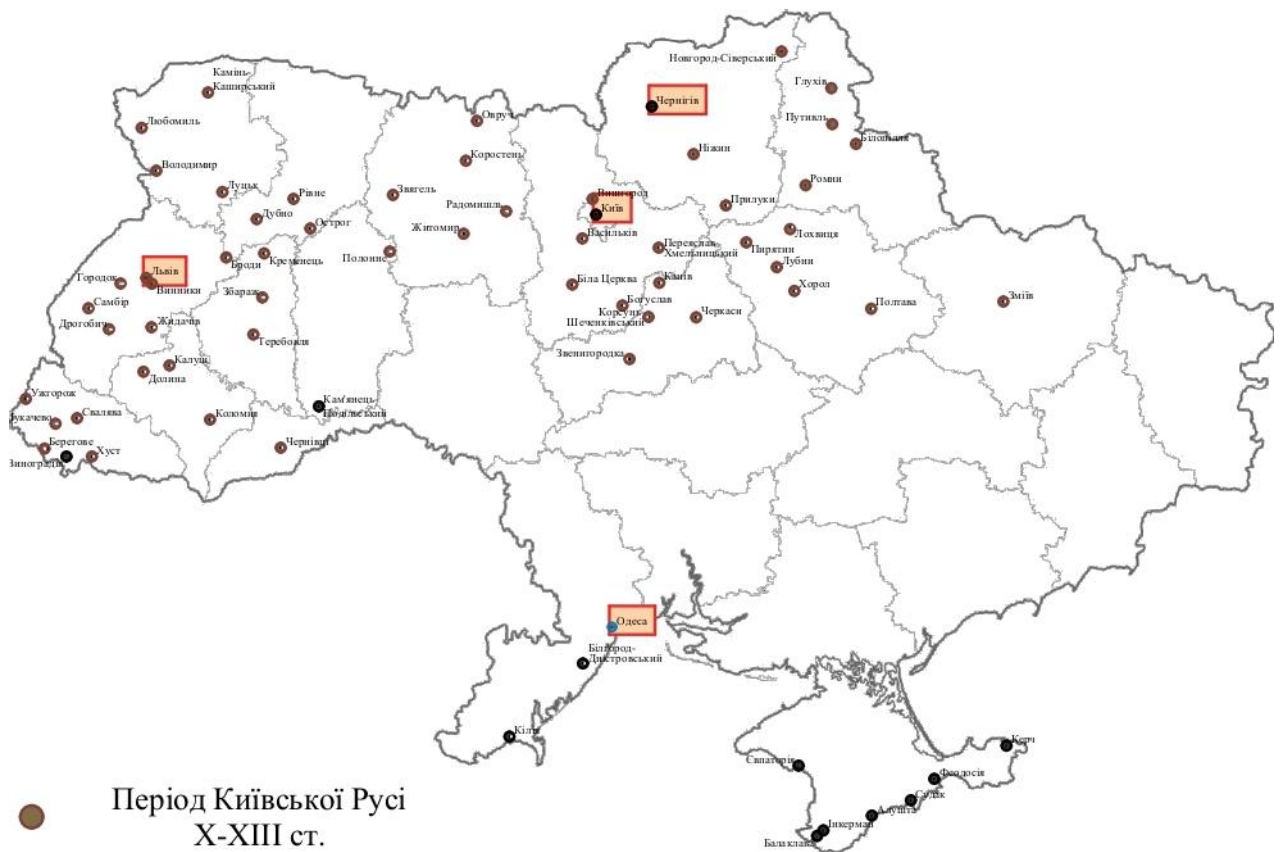 Новгород-Сіверський
Камінь-
Каширський
Глухів
Чернігів
Любомиль
Овруч
Путивль
Білопілля
Ніжин
Коростень
Володимир
Луцьк
Рівне
Звягель
Ромни
Радомишль
Вишгород
Київ
Прилуки
Дубно
Острог
Житомир
Васильків
Лохвиця
Переяслав
Хмельницький
Пирятин
Броди
Кременець
Полонне
Лубни
Львів
Городок
Винники
Збараж
Біла Церква
Канів
Хорол
Самбір
Богуслав
Зміїв
Дрогобич
Жидачів
Корсунь
Шеченківський
Черкаси
Полтава
Теребовля
Звенигородка
Калуш
Долина
Ужгорож
Кам'янець
Подільський
Мукачево
Свалява
Коломия
Берегове
Чернівці
Виноградів
Хуст
Одеса
Білгород-
Дністровський
Кілія
Керч
Євпаторія
Феодосія
Судак
Алушта
Інкерман
Балаклава
Період Київської Русі
X-XIII ст.